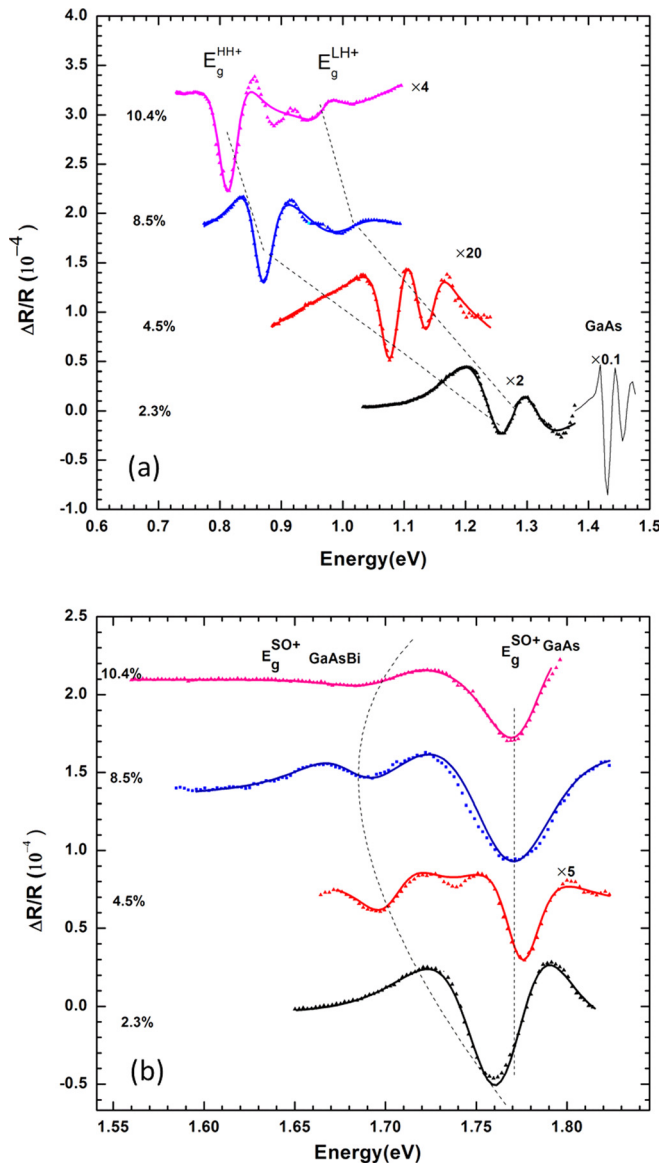 4.0
3.5
3.0
2.5
2.0
1.5
1.0
0.5
0.0
-0.5
-1.0
ΔR/R (10⁻⁴)
E_g^HH+ E_g^LH+
10.4% ×4
8.5%
4.5% ×20
2.3% ×2
GaAs
×0.1
(a)
0.6 0.7 0.8 0.9 1.0 1.1 1.2 1.3 1.4 1.5
Energy(eV)
2.5
2.0
1.5
1.0
0.5
0.0
-0.5
ΔR/R (10⁻⁴)
E_g^SO+ GaAsBi E_g^SO+ GaAs
10.4%
8.5%
4.5% ×5
2.3%
(b)
1.55 1.60 1.65 1.70 1.75 1.80
Energy(eV)